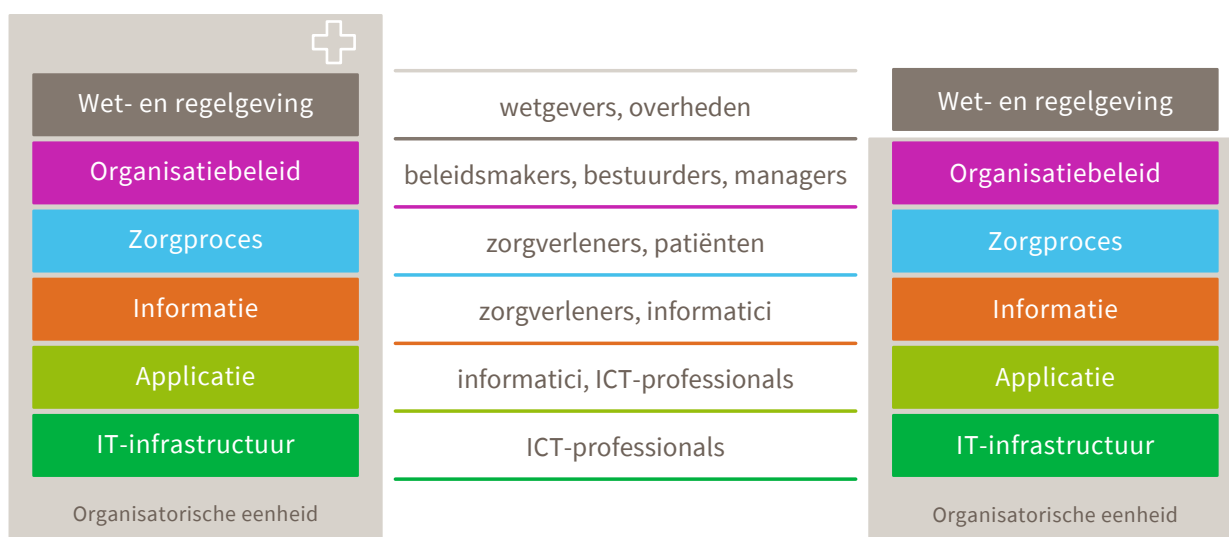 Wet- en regelgeving
wetgevers, overheden
Wet- en regelgeving
Organisatiebeleid
beleidsmakers, bestuurders, managers
Organisatiebeleid
Zorgproces
zorgverleners, patiënten
Zorgproces
Informatie
zorgverleners, informatici
Informatie
Applicatie
informatici, ICT-professionals
Applicatie
IT-infrastructuur
ICT-professionals
IT-infrastructuur
Organisatorische eenheid
Organisatorische eenheid